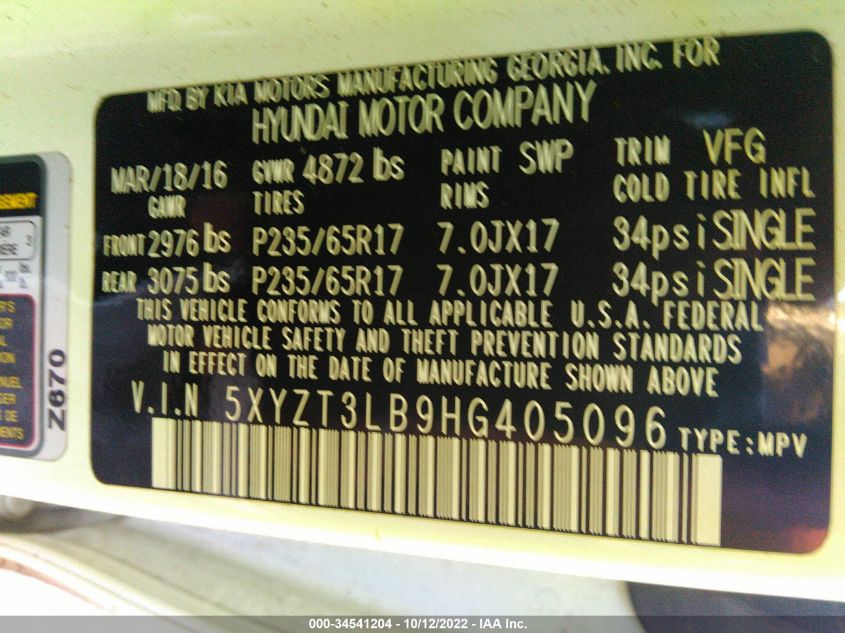 MFD. BY KIA MOTORS MANUFACTURING GEORGIA, INC. FOR
HYUNDAI MOTOR COMPANY
MAR/18/16 GVWR 4872 lbs PAINT SWP TRIM VFG
GAWR TIRES RIMS COLD TIRE INFL
FRONT 2976 lbs P235/65R17 7.0JX17 34psi SINGLE
REAR 3075 lbs P235/65R17 7.0JX17 34psi SINGLE
THIS VEHICLE CONFORMS TO ALL APPLICABLE U.S.A. FEDERAL
MOTOR VEHICLE SAFETY AND THEFT PREVENTION STANDARDS
IN EFFECT ON THE DATE OF MANUFACTURE SHOWN ABOVE
V.I.N 5XYZT3LB9HG405096 TYPE:MPV
Z670
000-34541204 - 10/12/2022 - IAA Inc.